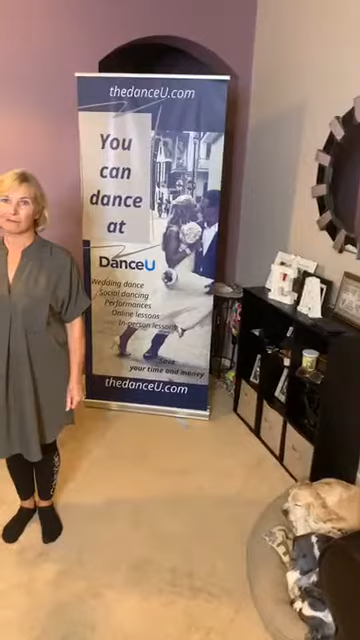 thedanceU.com
You
can
dance
at
DanceU
Wedding dance
Social dancing
Performances
Online lessons
In-person lessons
Save
your time and money
thedanceU.com